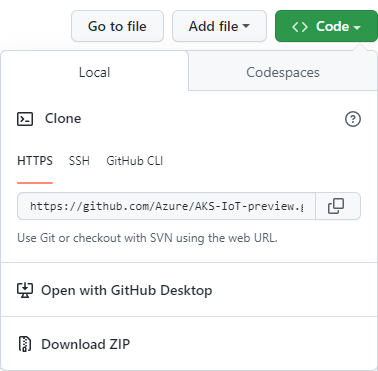 Go to file Add file Code
Local Codespaces
Clone
HTTPS SSH GitHub CLI
https://github.com/Azure/AKS-IoT-preview.g
Use Git or checkout with SVN using the web URL.
Open with GitHub Desktop
Download ZIP